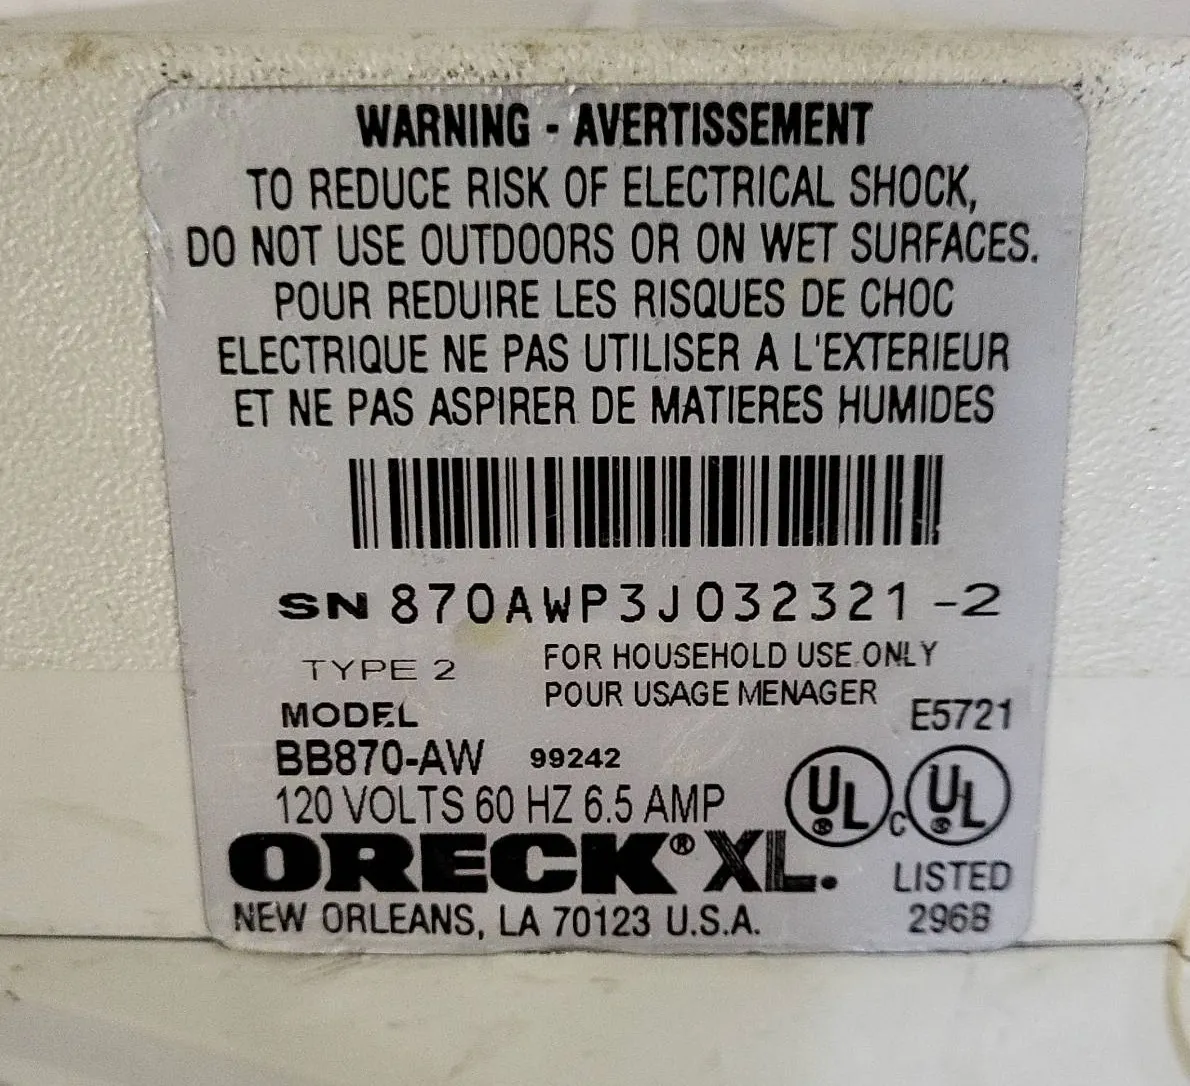 WARNING - AVERTISSEMENT
TO REDUCE RISK OF ELECTRICAL SHOCK,
DO NOT USE OUTDOORS OR ON WET SURFACES.
POUR REDUIRE LES RISQUES DE CHOC
ELECTRIQUE NE PAS UTILISER A L'EXTERIEUR
ET NE PAS ASPIRER DE MATIERES HUMIDES
SN 870AWP3J032321-2
TYPE 2
FOR HOUSEHOLD USE ONLY
POUR USAGE MENAGER
MODEL
E5721
BB870-AW 99242
120 VOLTS 60 HZ 6.5 AMP
UL ® C UL ®
ORECK® XL.
LISTED
NEW ORLEANS, LA 70123 U.S.A.
296B